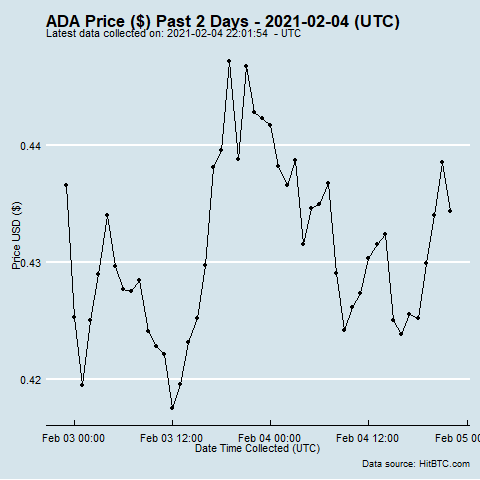 ADA Price ($) Past 2 Days - 2021-02-04 (UTC)
Latest data collected on: 2021-02-04 22:01:54 - UTC
0.44
0.43
0.42
Price USD ($)
Feb 03 00:00 Feb 03 12:00 Feb 04 00:00 Feb 04 12:00 Feb 05 0
Date Time Collected (UTC)
Data source: HitBTC.com